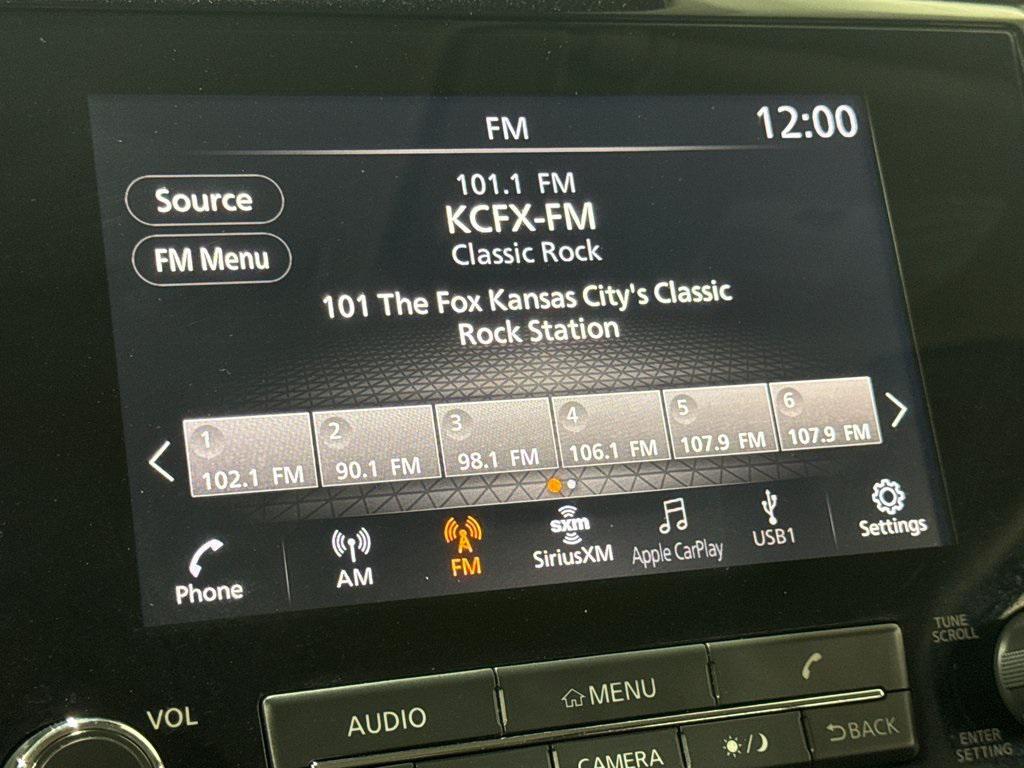 FM
12:00
Source
FM Menu
101.1 FM
KCFX-FM
Classic Rock
101 The Fox Kansas City's Classic
Rock Station
1
102.1 FM
2
90.1 FM
3
98.1 FM
4
106.1 FM
5
107.9 FM
6
107.9 FM
Phone
AM
A
FM
sxm
SiriusXM
Apple CarPlay
USB1
Settings
VOL
AUDIO
MENU
CAMERA
BACK
TUNE
SCROLL
ENTER
SETTING